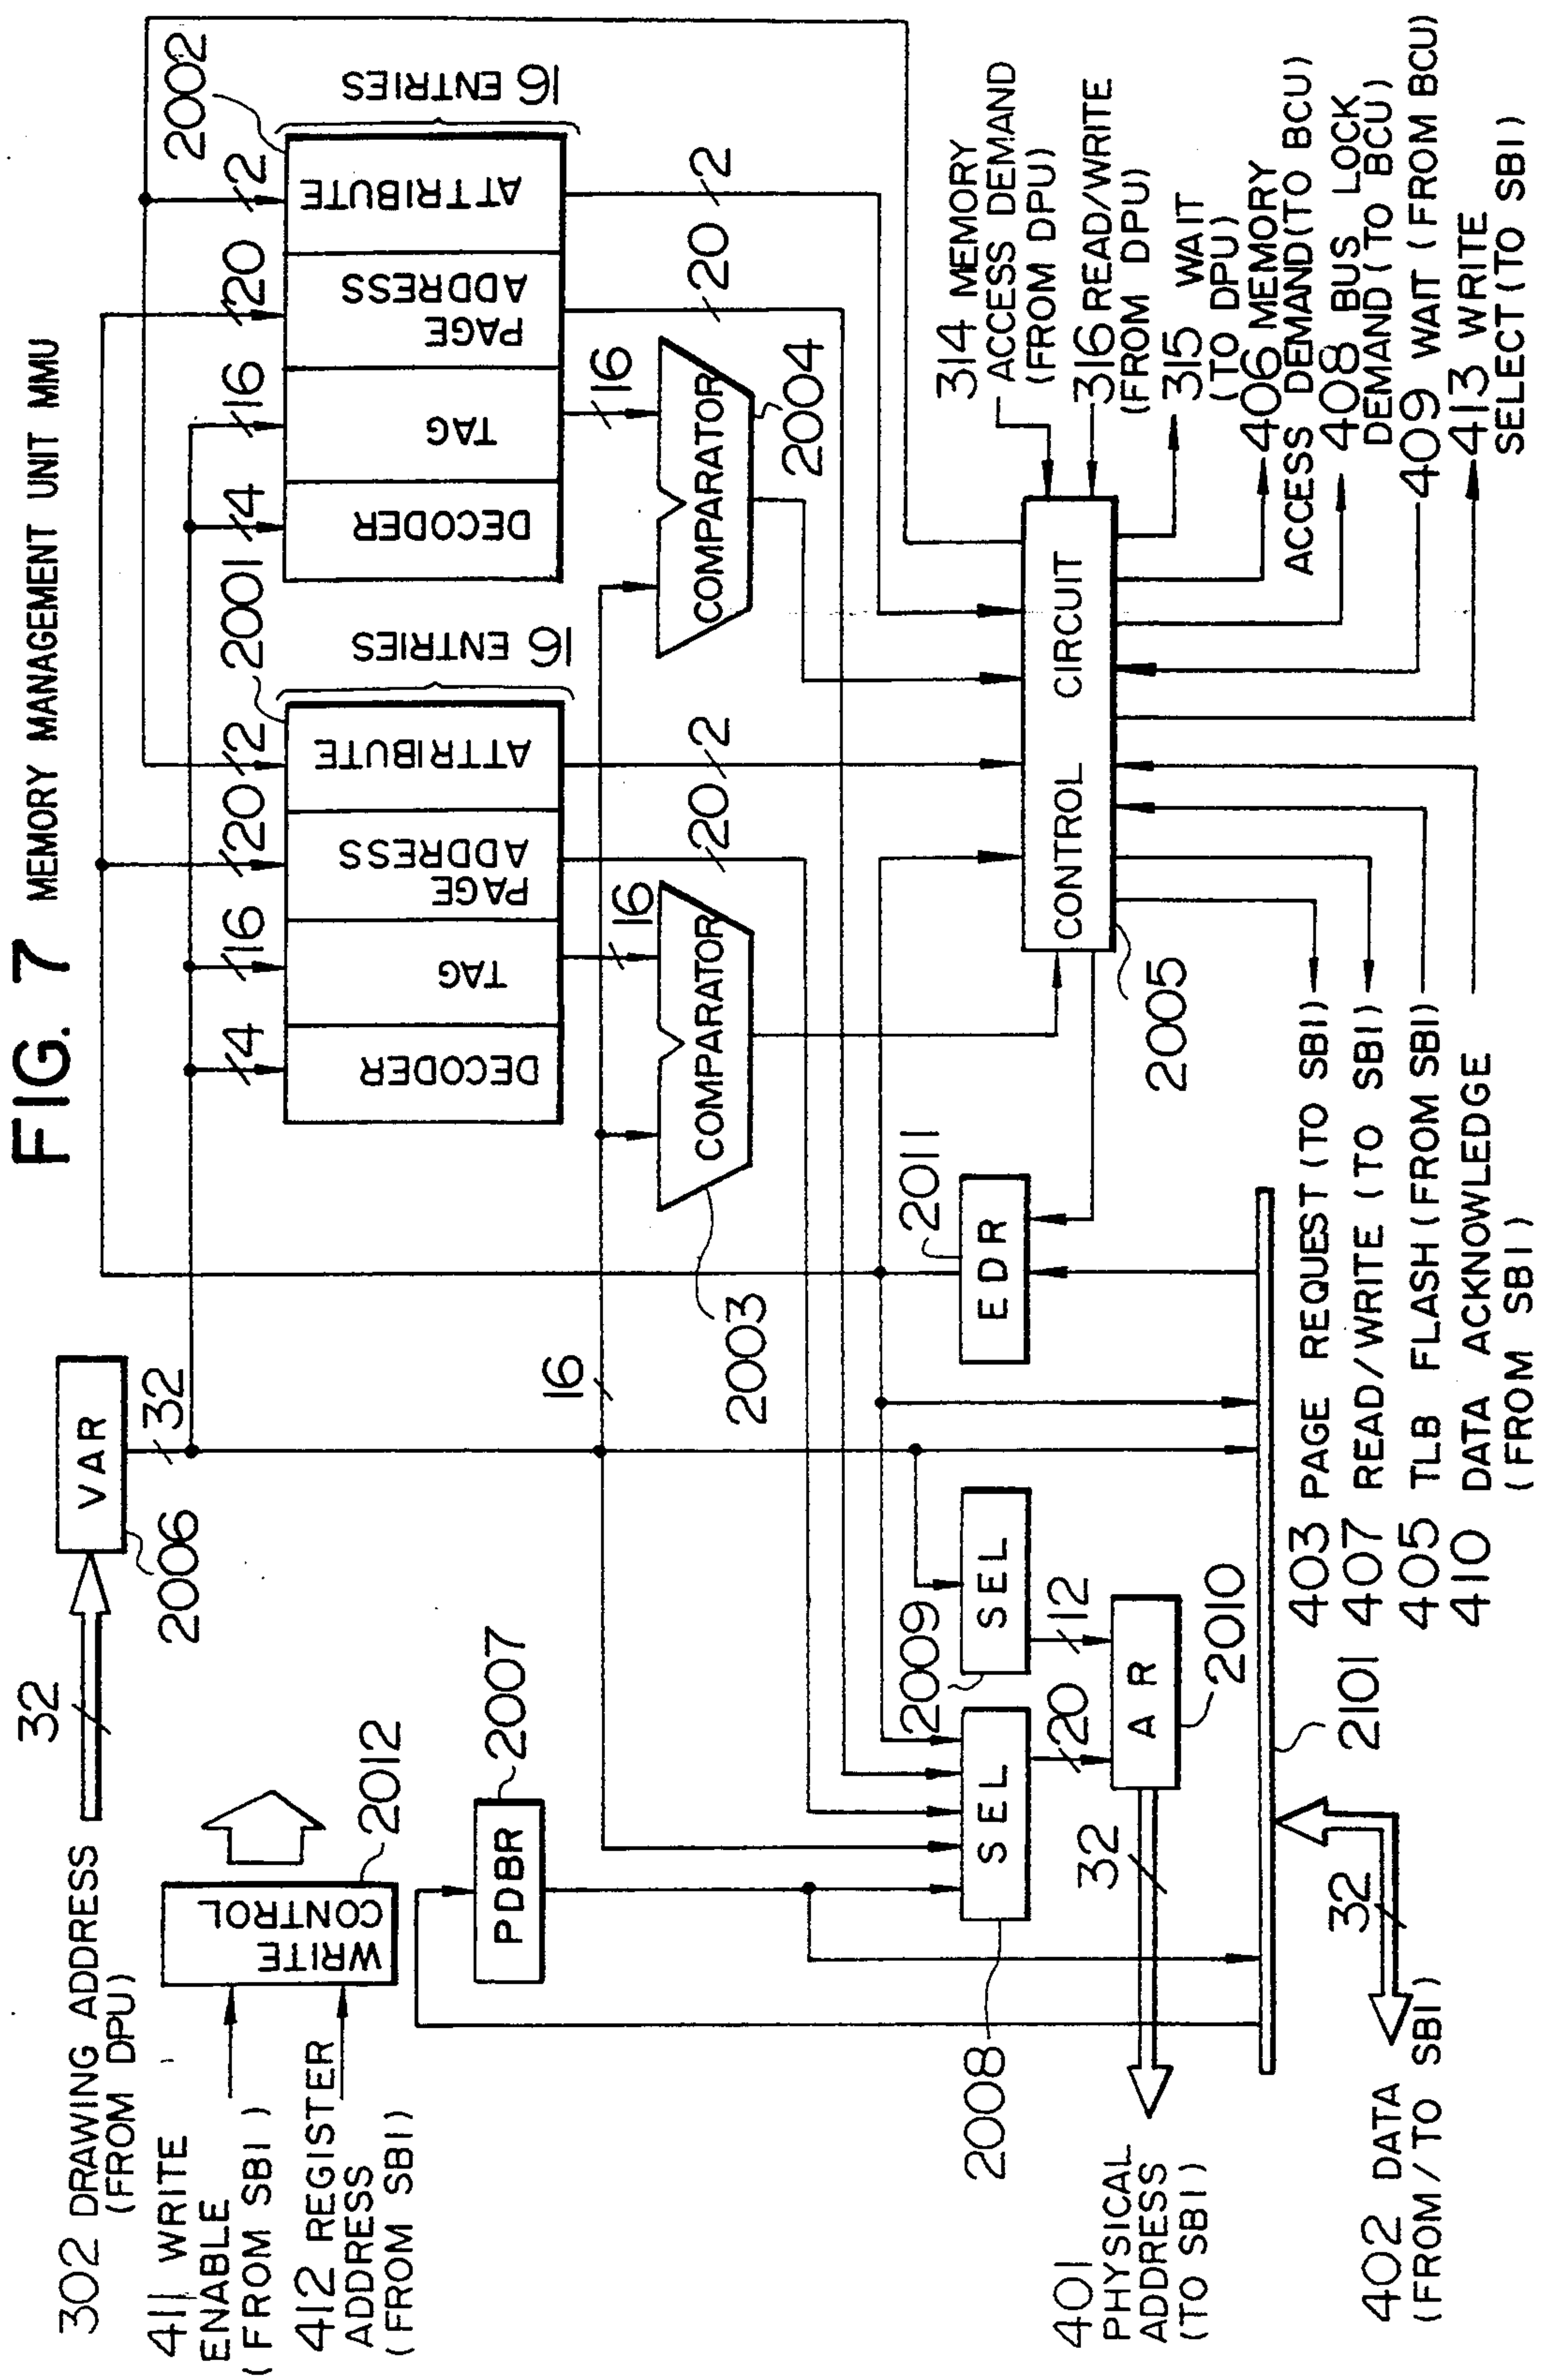 FIG. 7 MEMORY MANAGEMENT UNIT MMU
302 DRAWING ADDRESS
(FROM DPU)
32
VAR
2006
32
411 WRITE
ENABLE
(FROM SBI)
412 REGISTER
ADDRESS
(FROM SBI)
WRITE
CONTROL
2012
PDBR
2007
4
16
20
2
2001
DECODER
TAG
PAGE
ADDRESS
ATTRIBUTE
16 ENTRIES
4
16
20
2
2002
DECODER
TAG
PAGE
ADDRESS
ATTRIBUTE
16 ENTRIES
16
16
20
2
16
20
2
COMPARATOR
2003
COMPARATOR
2004
2008
SEL
2009
SEL
EDR
2011
20
12
AR
2010
32
401
PHYSICAL
ADDRESS
(TO SBI)
CONTROL CIRCUIT
2005
314 MEMORY
ACCESS DEMAND
(FROM DPU)
316 READ/WRITE
(FROM DPU)
315 WAIT
(TO DPU)
406 MEMORY
ACCESS DEMAND (TO BCU)
408 BUS LOCK
DEMAND (TO BCU)
409 WAIT (FROM BCU)
413 WRITE
SELECT (TO SBI)
2101
32
402 DATA
(FROM/TO SBI)
403 PAGE REQUEST (TO SBI)
407 READ/WRITE (TO SBI)
405 TLB FLASH (FROM SBI)
410 DATA ACKNOWLEDGE
(FROM SBI)